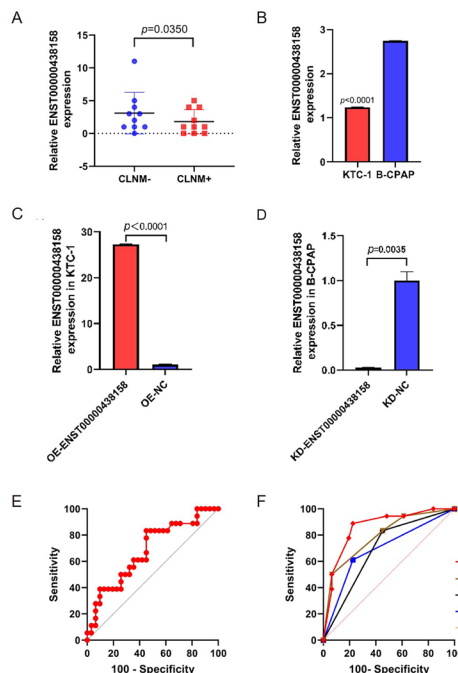 A
p=0.0350
Relative ENST00000438158
expression
15
10
5
0
-5
CLNM-
CLNM+
B
Relative ENST00000438158
expression
3
2
1
0
p<0.0001
KTC-1
B-CPAP
C
p<0.0001
Relative ENST00000438158
expression in KTC-1
30
20
10
0
OE-ENST00000438158
OE-NC
D
p=0.0035
Relative ENST00000438158
expression in B-CPAP
1.5
1.0
0.5
0.0
KD-ENST00000438158
KD-NC
E
Sensitivity
100
80
60
40
20
0
0 20 40 60 80 100
100 - Specificity
F
Sensitivity
100
80
60
40
20
0
0 20 40 60 80 100
100- Specificity